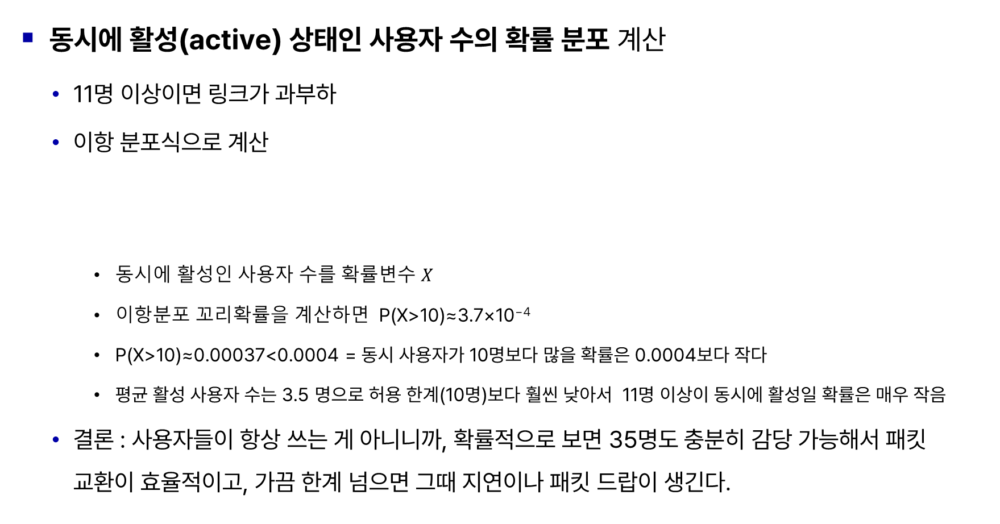 ▪ 동시에 활성(active) 상태인 사용자 수의 확률 분포 계산
• 11명 이상이면 링크가 과부하
• 이항 분포식으로 계산
• 동시에 활성인 사용자 수를 확률변수 X
• 이항분포 꼬리확률을 계산하면 P(X>10)≈3.7×10⁻⁴
• P(X>10)≈0.00037<0.0004 = 동시 사용자가 10명보다 많을 확률은 0.0004보다 작다
• 평균 활성 사용자 수는 3.5 명으로 허용 한계(10명)보다 훨씬 낮아서 11명 이상이 동시에 활성일 확률은 매우 작음
• 결론 : 사용자들이 항상 쓰는 게 아니니까, 확률적으로 보면 35명도 충분히 감당 가능해서 패킷
교환이 효율적이고, 가끔 한계 넘으면 그때 지연이나 패킷 드랍이 생긴다.